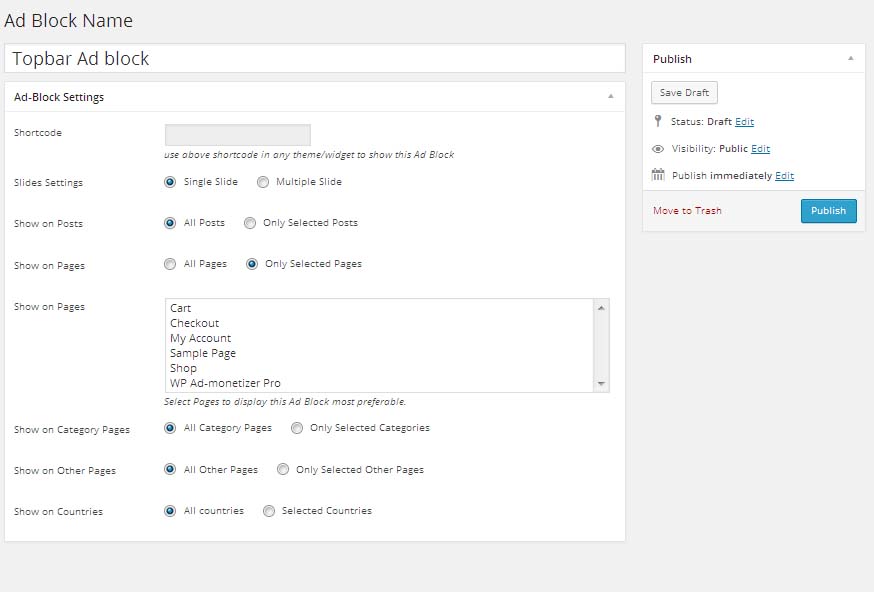 Ad Block Name
Topbar Ad block
Ad-Block Settings
Shortcode
use above shortcode in any theme/widget to show this Ad Block
Slides Settings Single Slide Multiple Slide
Show on Posts All Posts Only Selected Posts
Show on Pages All Pages Only Selected Pages
Show on Pages
Cart
Checkout
My Account
Sample Page
Shop
WP Ad-monetizer Pro
Select Pages to display this Ad Block most preferable.
Show on Category Pages All Category Pages Only Selected Categories
Show on Other Pages All Other Pages Only Selected Other Pages
Show on Countries All countries Selected Countries
Publish
Save Draft
Status: Draft Edit
Visibility: Public Edit
Publish immediately Edit
Move to Trash Publish